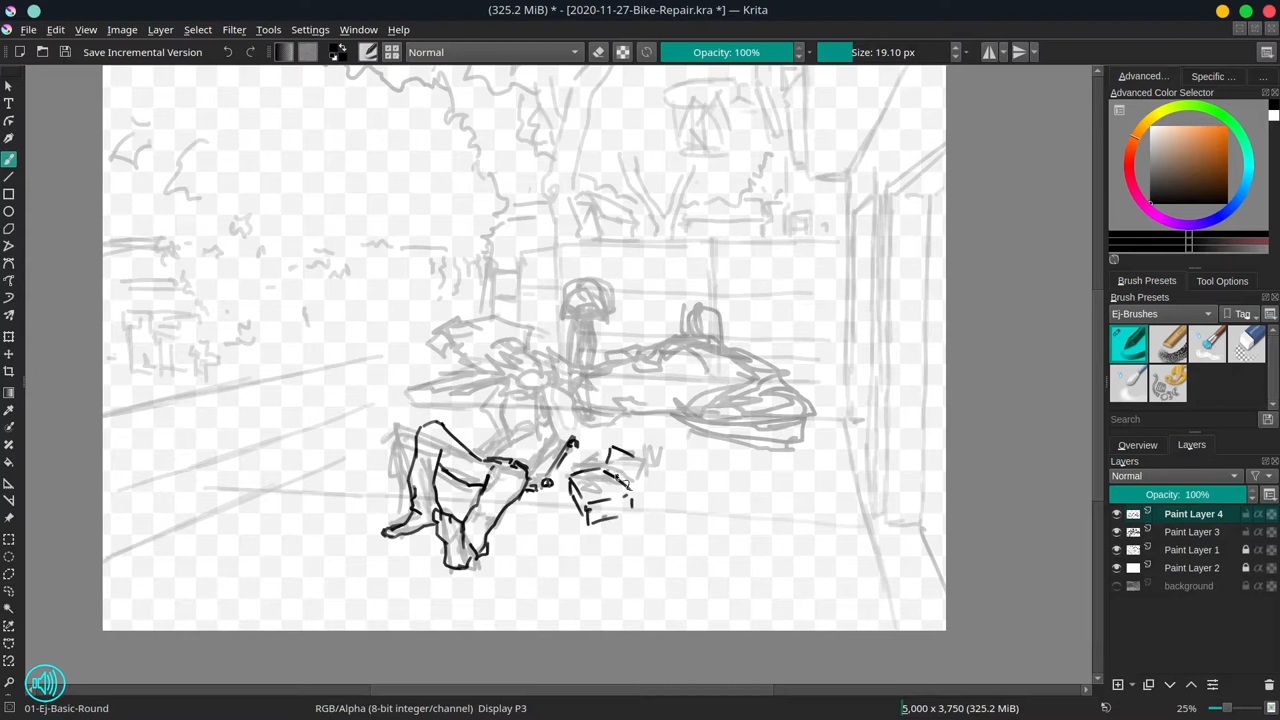 (325.2 MiB) * - [2020-11-27-Bike-Repair.kra *] — Krita
File Edit View Image Layer Select Filter Tools Settings Window Help
Save Incremental Version
Normal
Opacity: 100%
Size: 19.10 px
Advanced...
Specific ...
...
Advanced Color Selector
Brush Presets
Tool Options
Brush Presets
Ej-Brushes
Tag
Search
Overview
Layers
Layers
Normal
Opacity: 100%
Paint Layer 4
Paint Layer 3
Paint Layer 1
Paint Layer 2
background
01-Ej-Basic-Round
RGB/Alpha (8-bit integer/channel) Display P3
5,000 x 3,750 (325.2 MiB)
25%